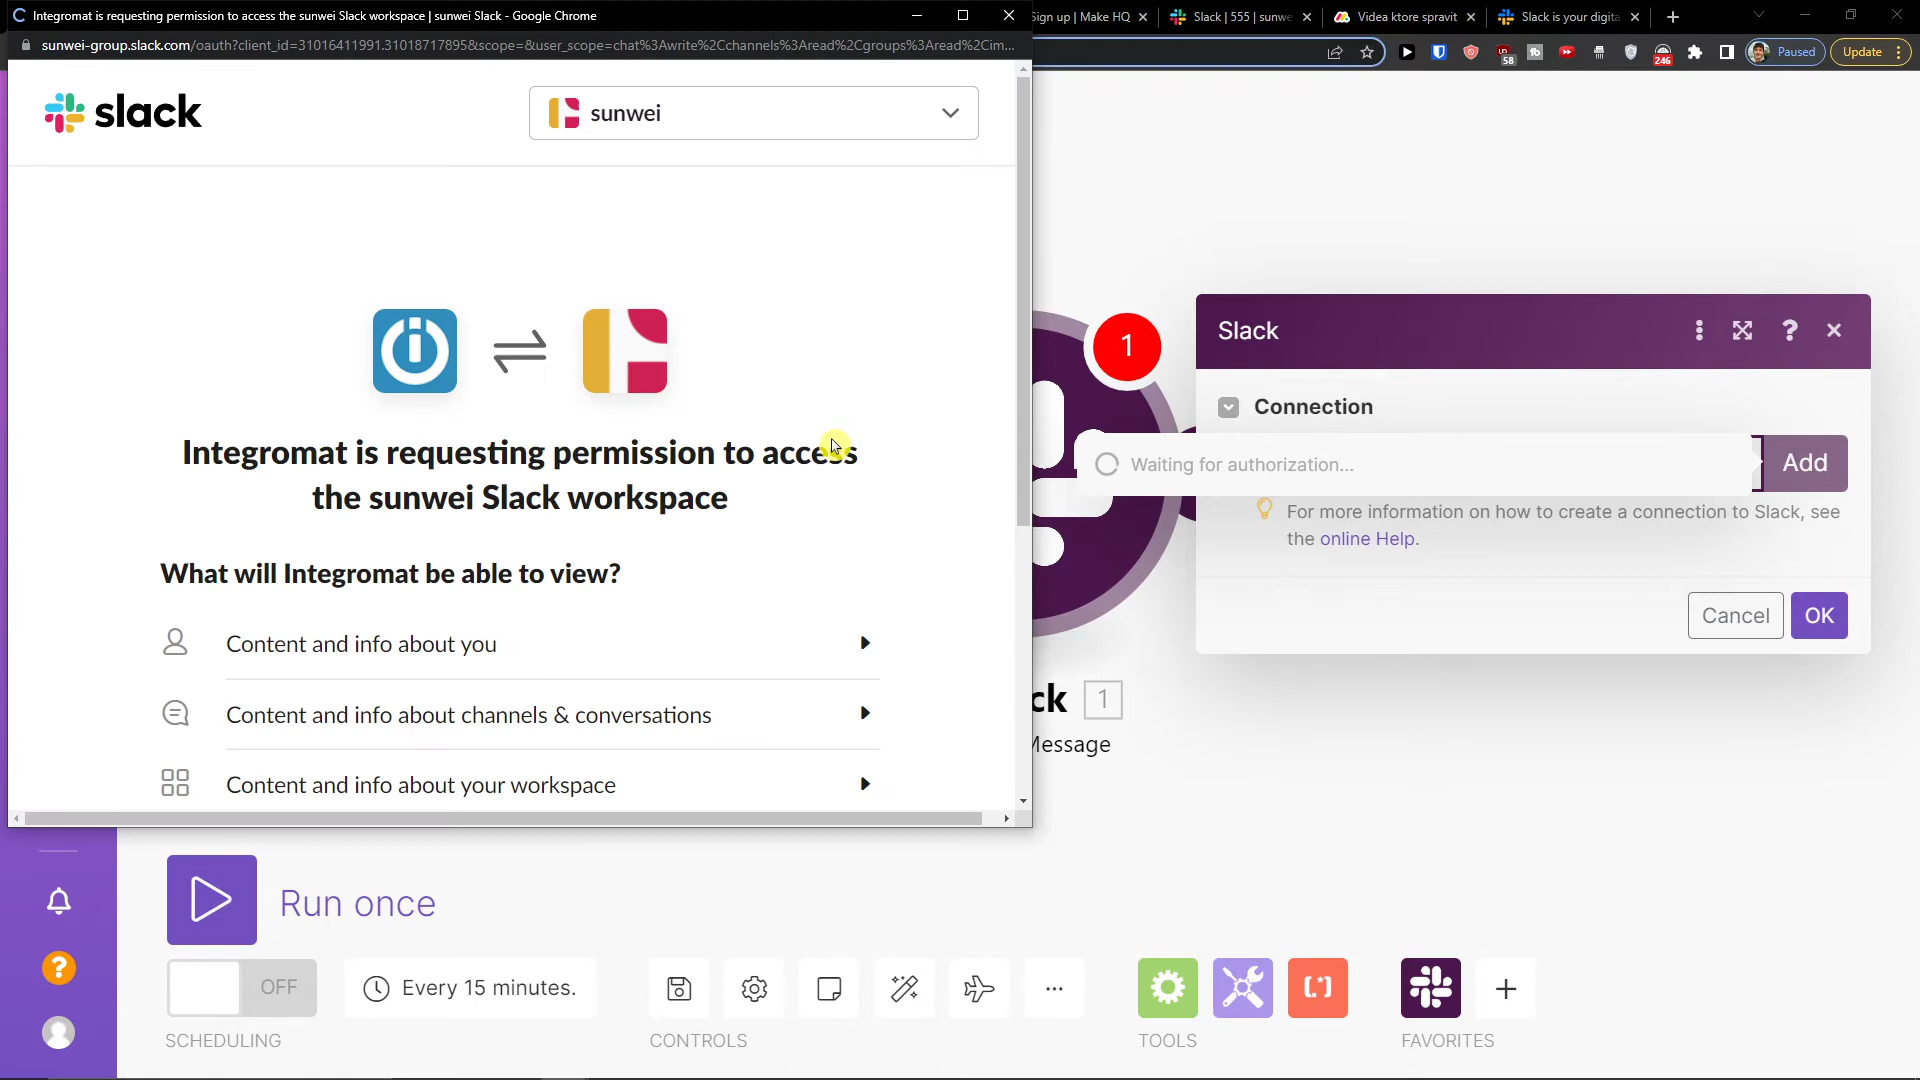 Integromat is requesting permission to access the sunwei Slack workspace | sunwei Slack - Google Chrome
sunwei-group.slack.com/oauth?client_id=31016411991.31018717895&scope=&user_scope=chat%3Awrite%2Cchannels%3Aread%2Cgroups%3Aread%2Cim...
ign up | Make HQ
Slack | 555 | sunwe
Videa ktore spravit
Slack is your digita
58
246
Paused
Update
slack
sunwei
Integromat is requesting permission to access
the sunwei Slack workspace
What will Integromat be able to view?
Content and info about you
Content and info about channels & conversations
Content and info about your workspace
1
Slack
Connection
Waiting for authorization...
Add
For more information on how to create a connection to Slack, see
the online Help.
Cancel
OK
ck 1
Message
Run once
OFF
Every 15 minutes.
SCHEDULING
CONTROLS
TOOLS
FAVORITES